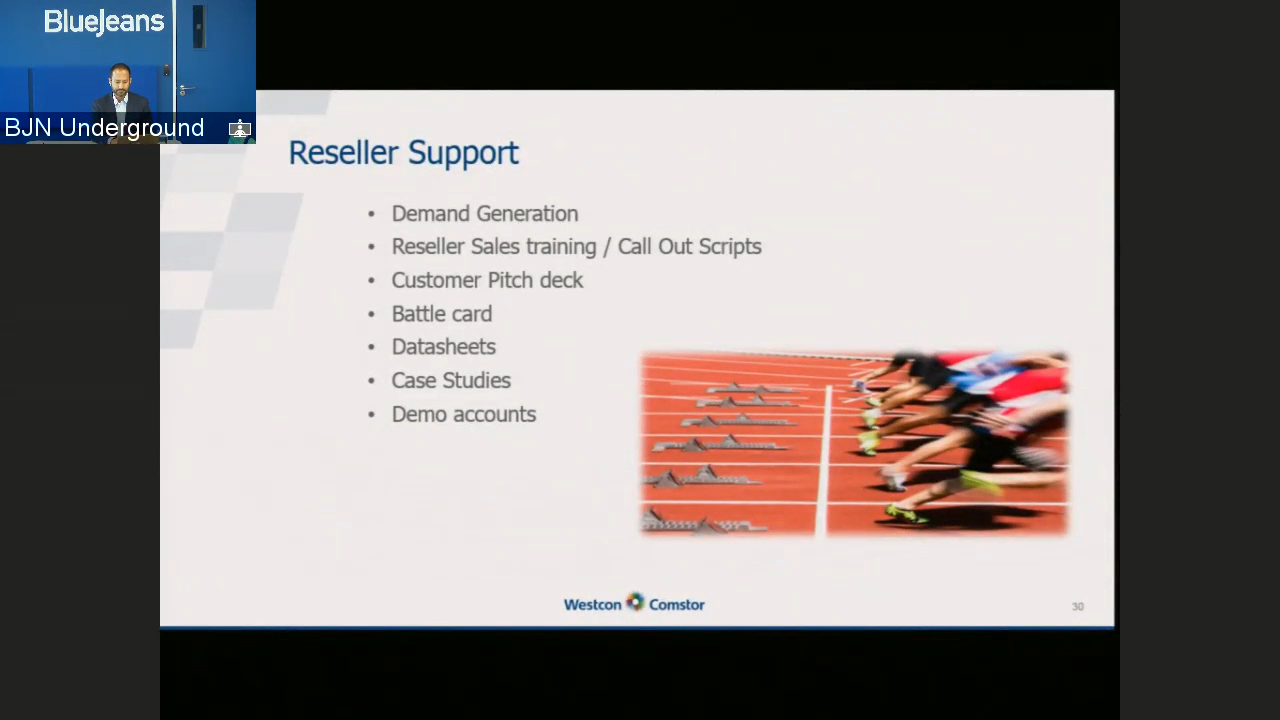 BlueJeans
BJN Underground
Reseller Support
• Demand Generation
• Reseller Sales training / Call Out Scripts
• Customer Pitch deck
• Battle card
• Datasheets
• Case Studies
• Demo accounts
Westcon Comstor
30